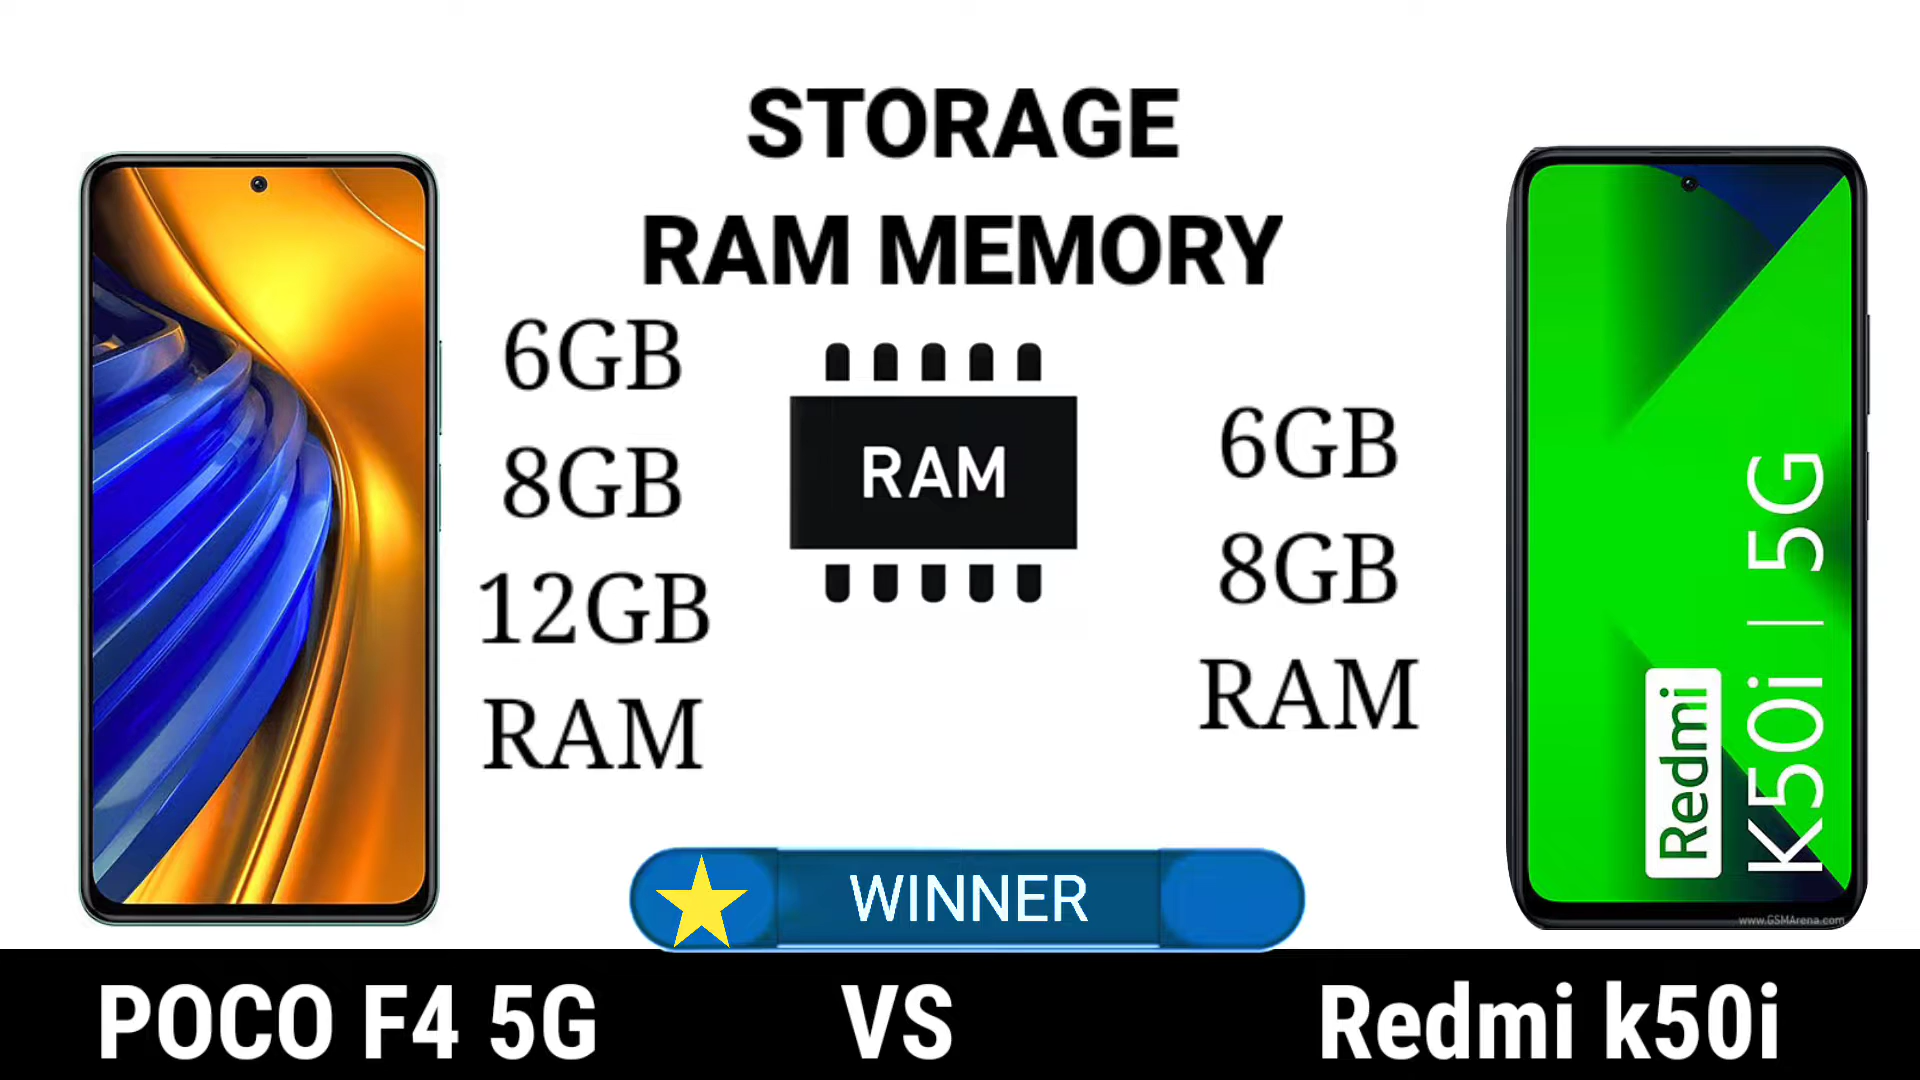 STORAGE
RAM MEMORY
6GB
8GB
12GB
RAM
RAM
6GB
8GB
RAM
Redmi
K50i | 5G
www.GSMArena.com
WINNER
POCO F4 5G
VS
Redmi k50i